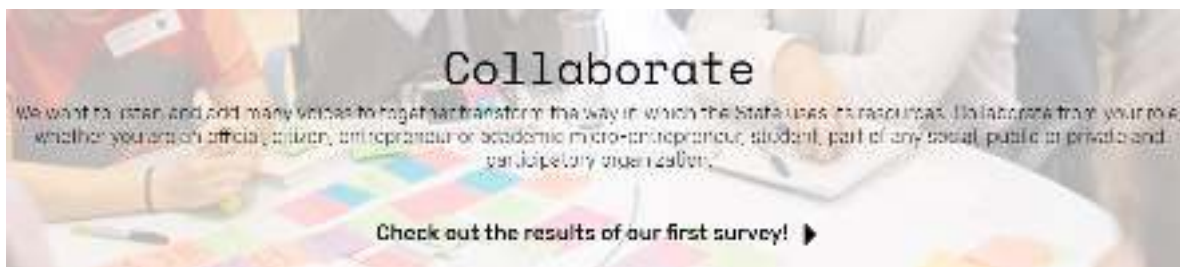 Collaborate
We want to listen and add many voices to together transform the way in which the State uses its resources. Collaborate from your role,
whether you are an official, citizen, entrepreneur or academic micro-entrepreneur, student, part of any social, public or private and
participatory organization.
Check out the results of our first survey!